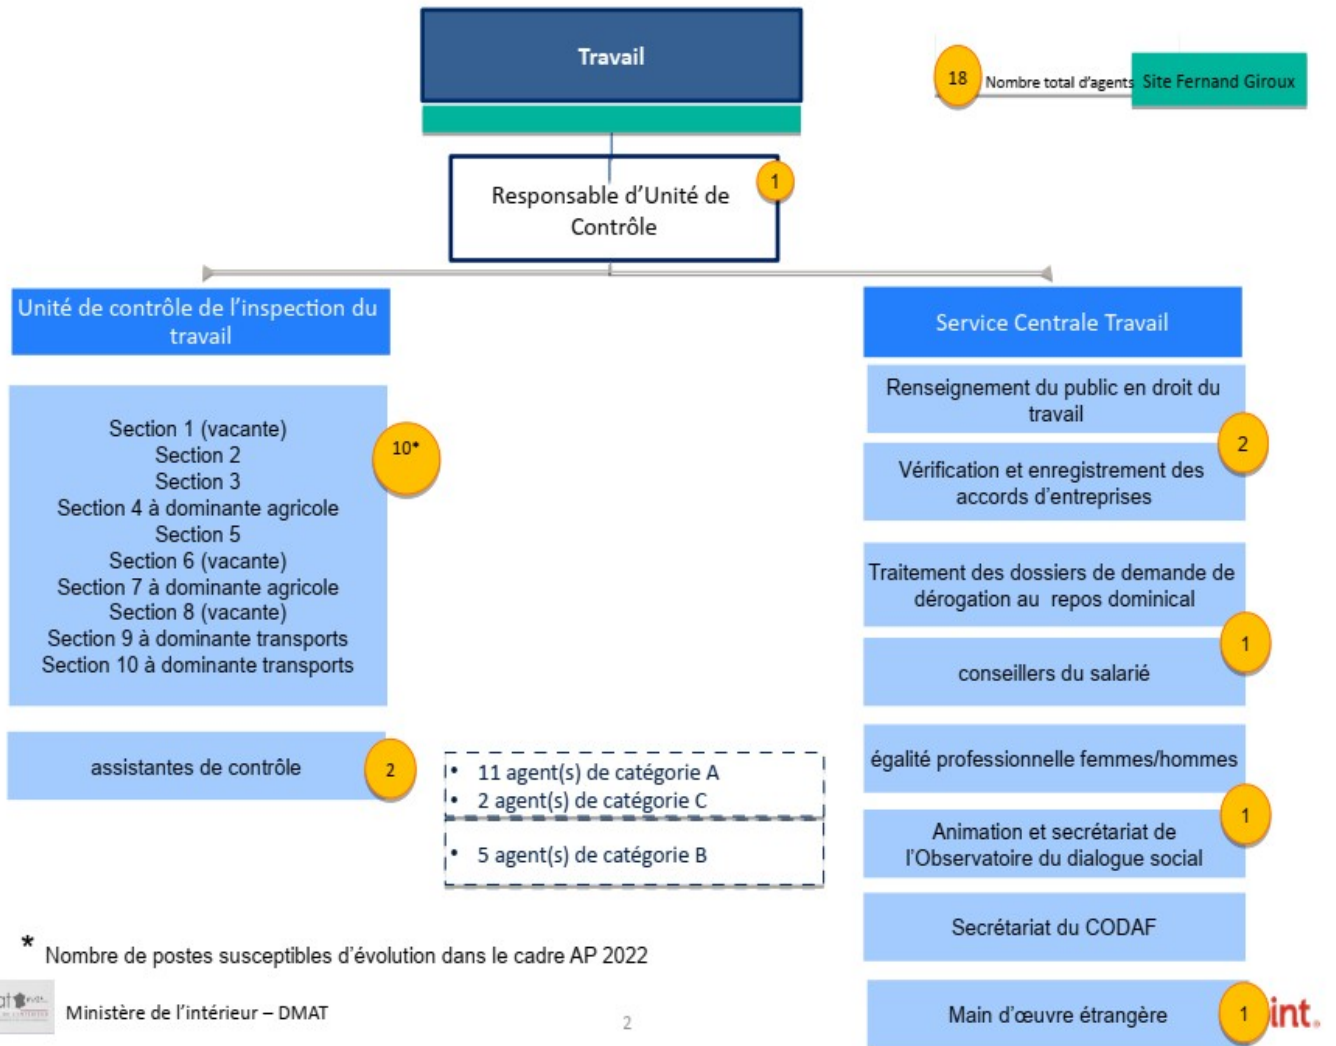 Travail
18
Nombre total d'agents
Site Fernand Giroux
Responsable d'Unité de
Contrôle
1
Unité de contrôle de l'inspection du
travail
Section 1 (vacante)
Section 2
Section 3
Section 4 à dominante agricole
Section 5
Section 6 (vacante)
Section 7 à dominante agricole
Section 8 (vacante)
Section 9 à dominante transports
Section 10 à dominante transports
10*
assistantes de contrôle
2
• 11 agent(s) de catégorie A
• 2 agent(s) de catégorie C
• 5 agent(s) de catégorie B
Service Centrale Travail
Renseignement du public en droit du
travail
2
Vérification et enregistrement des
accords d'entreprises
Traitement des dossiers de demande de
dérogation au repos dominical
1
conseillers du salarié
égalité professionnelle femmes/hommes
1
Animation et secrétariat de
l'Observatoire du dialogue social
Secrétariat du CODAF
Main d'œuvre étrangère
1
* Nombre de postes susceptibles d'évolution dans le cadre AP 2022
Ministère de l'intérieur – DMAT
2
int.